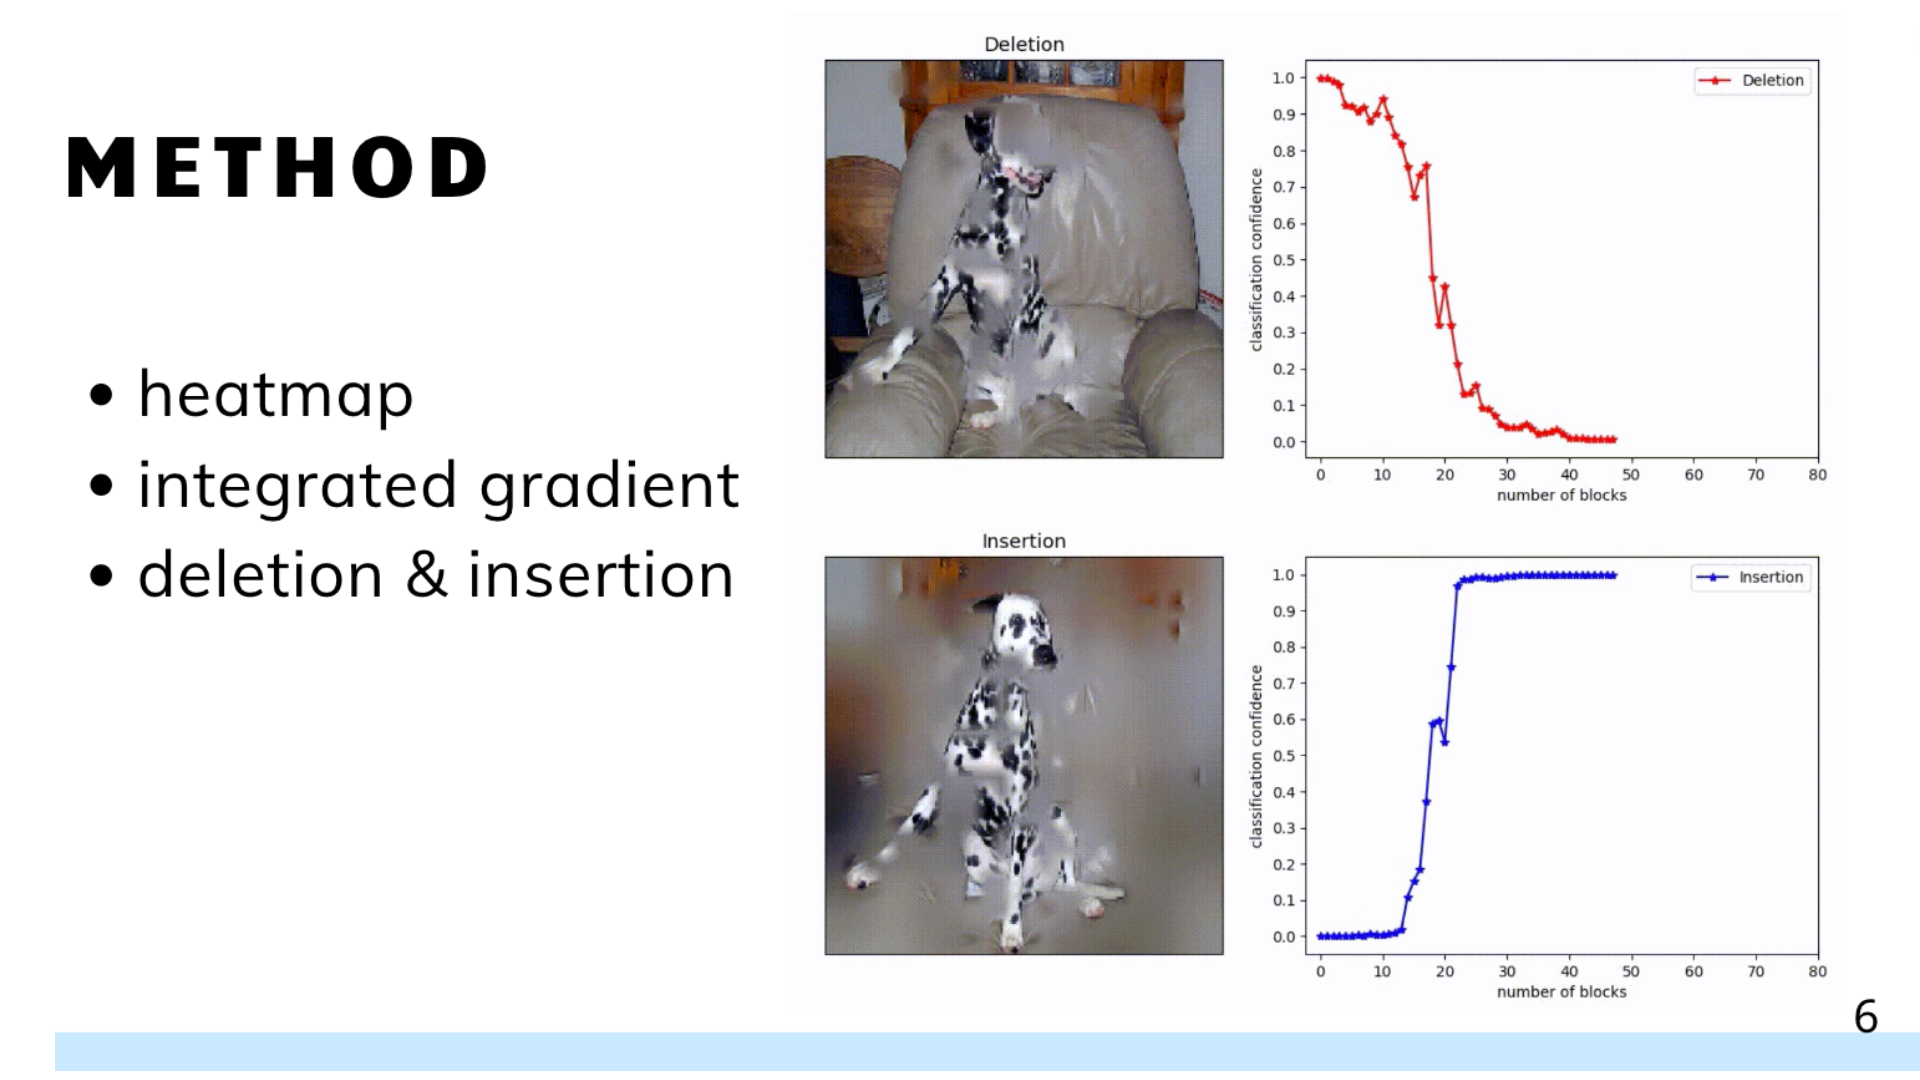 METHOD
• heatmap
• integrated gradient
• deletion & insertion
Deletion
1.0
0.9
0.8
0.7
0.6
0.5
0.4
0.3
0.2
0.1
0.0
classification confidence
Deletion
0 10 20 30 40 50 60 70 80
number of blocks
Insertion
1.0
0.9
0.8
0.7
0.6
0.5
0.4
0.3
0.2
0.1
0.0
classification confidence
Insertion
0 10 20 30 40 50 60 70 80
number of blocks
6